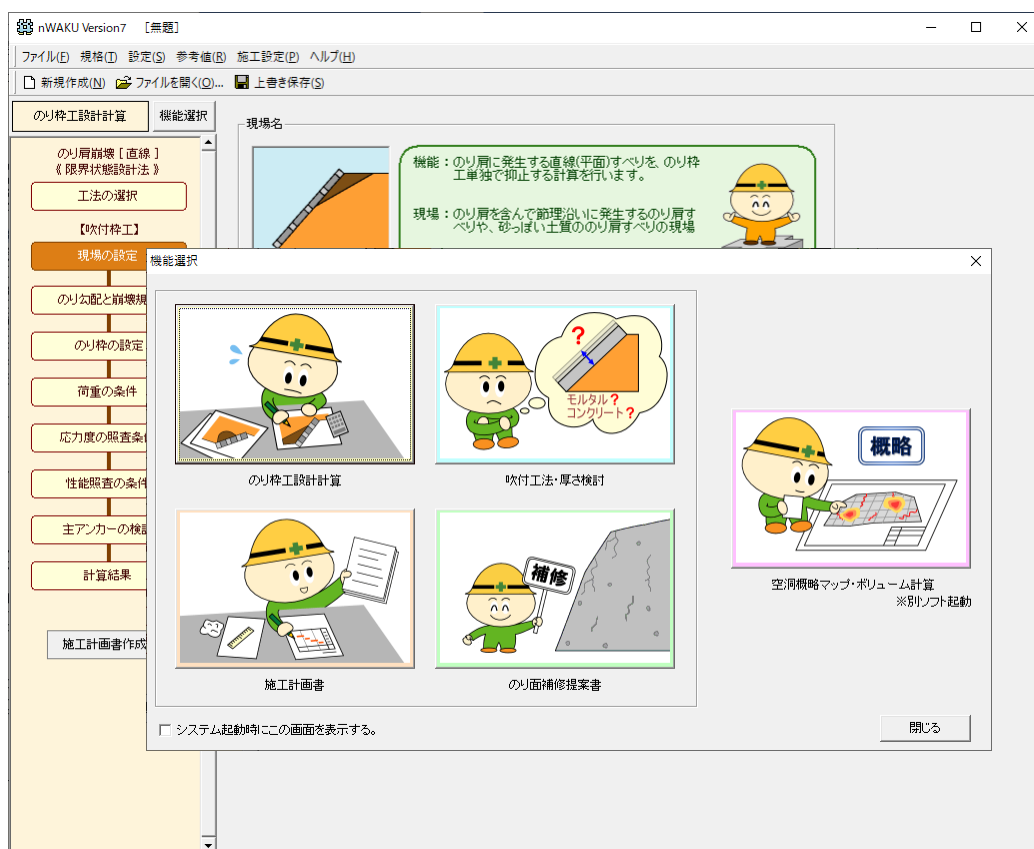 nWAKU Version7 [無題]
ファイル(F) 規格(T) 設定(S) 参考値(R) 施工設定(P) ヘルプ(H)
新規作成(N) ファイルを開く(O)... 上書き保存(S)
のり枠工設計計算 機能選択
のり肩崩壊 [ 直線 ]
《 限界状態設計法 》
工法の選択
【吹付枠工】
現場の設定
のり勾配と崩壊規
のり枠の設定
荷重の条件
応力度の照査条
性能照査の条件
主アンカーの検
計算結果
施工計画書作成
現場名
機能：のり肩に発生する直線(平面)すべりを、のり枠
工単独で抑止する計算を行います。
現場：のり肩を含んで節理沿いに発生するのり肩す
べりや、砂っぽい土質ののり肩すべりの現場
機能選択
のり枠工設計計算
?
モルタル?
コンクリート?
吹付工法・厚さ検討
施工計画書
補修
のり面補修提案書
概略
空洞概略マップ・ボリューム計算
※別ソフト起動
システム起動時にこの画面を表示する。
閉じる